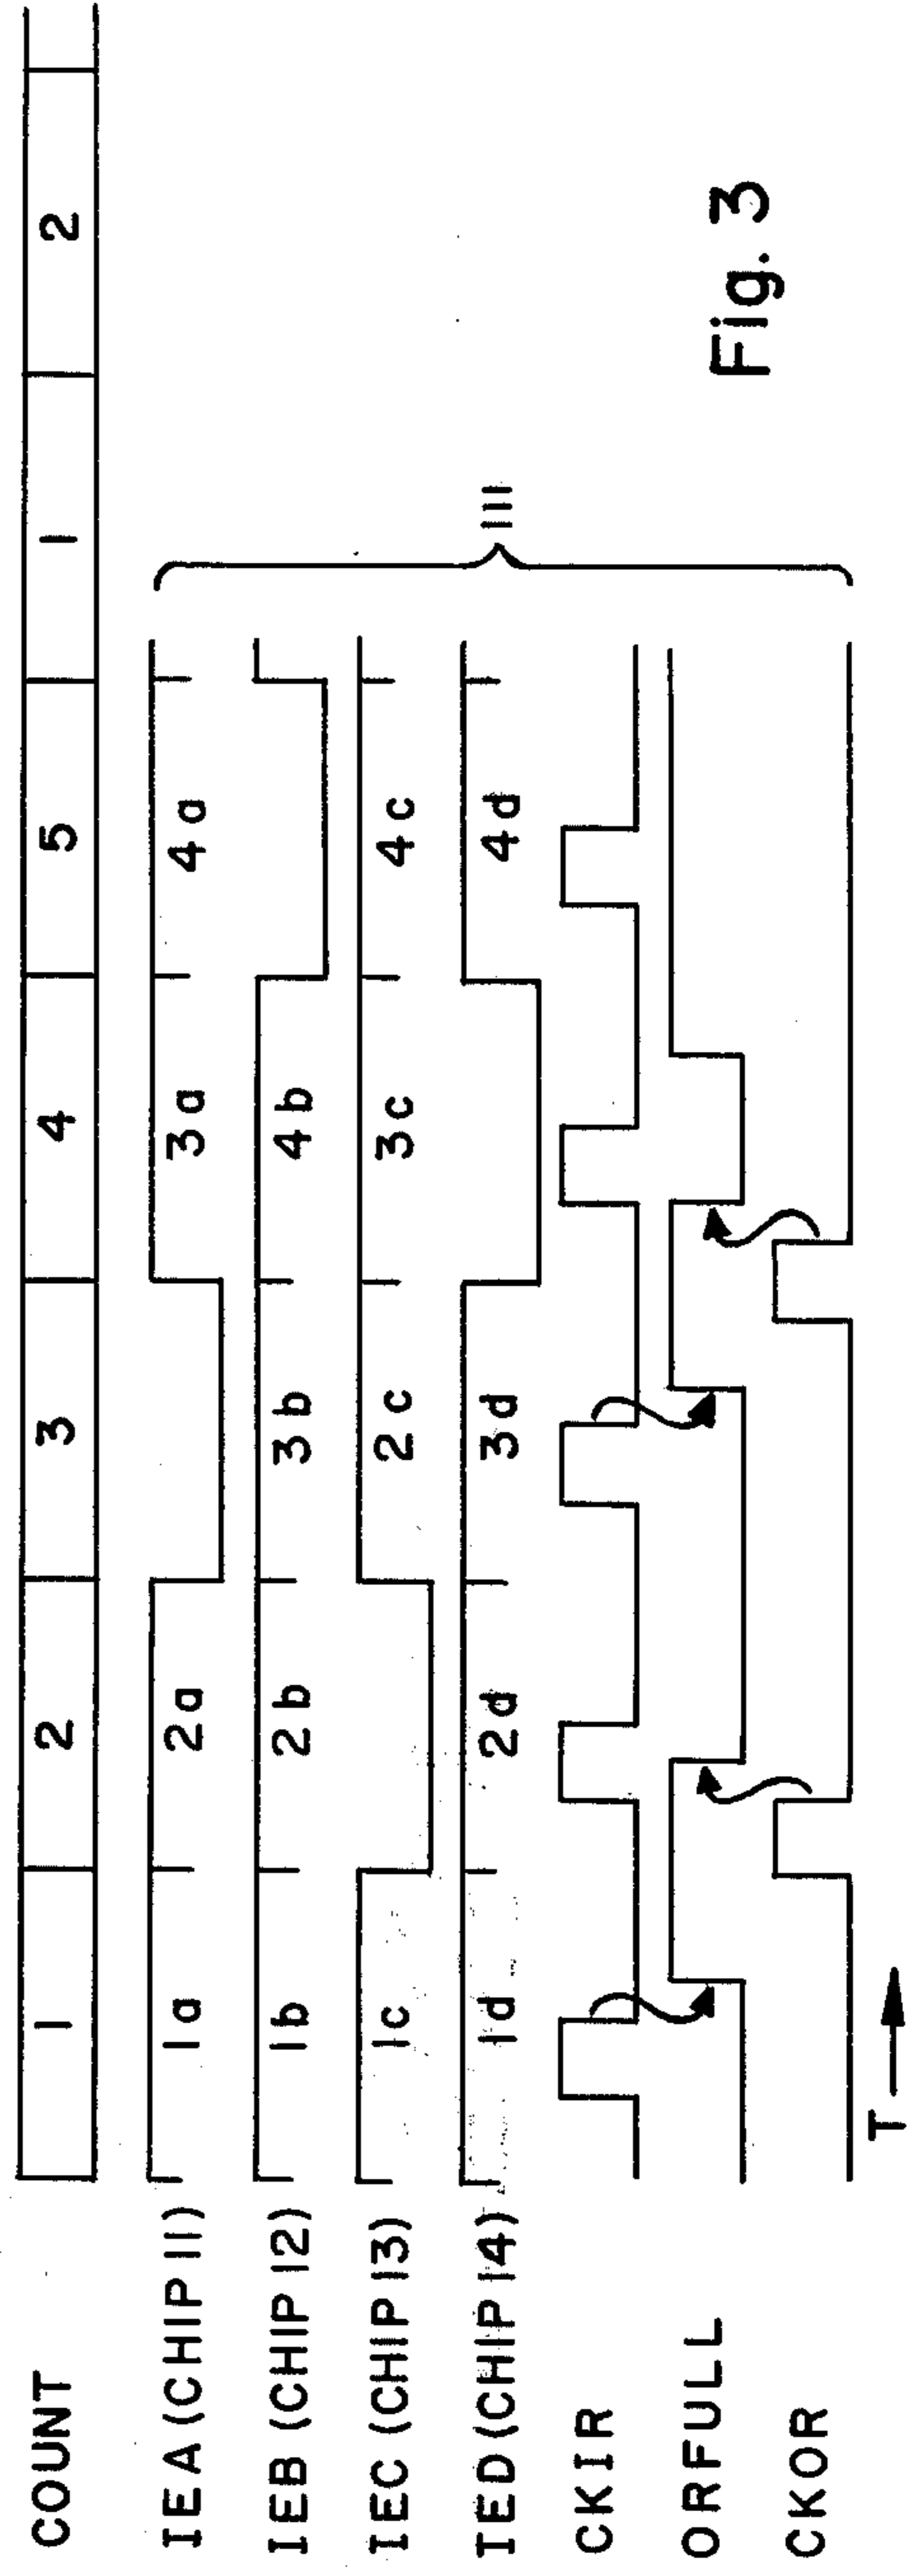 COUNT 1 2 3 4 5 1 2
IEA (CHIP 11) 1a 2a 3a 4a
IEB (CHIP 12) 1b 2b 3b 4b
IEC (CHIP 13) 1c 2c 3c 4c
IED (CHIP 14) 1d 2d 3d 4d
CKIR
ORFULL
CKOR
T
111
Fig. 3